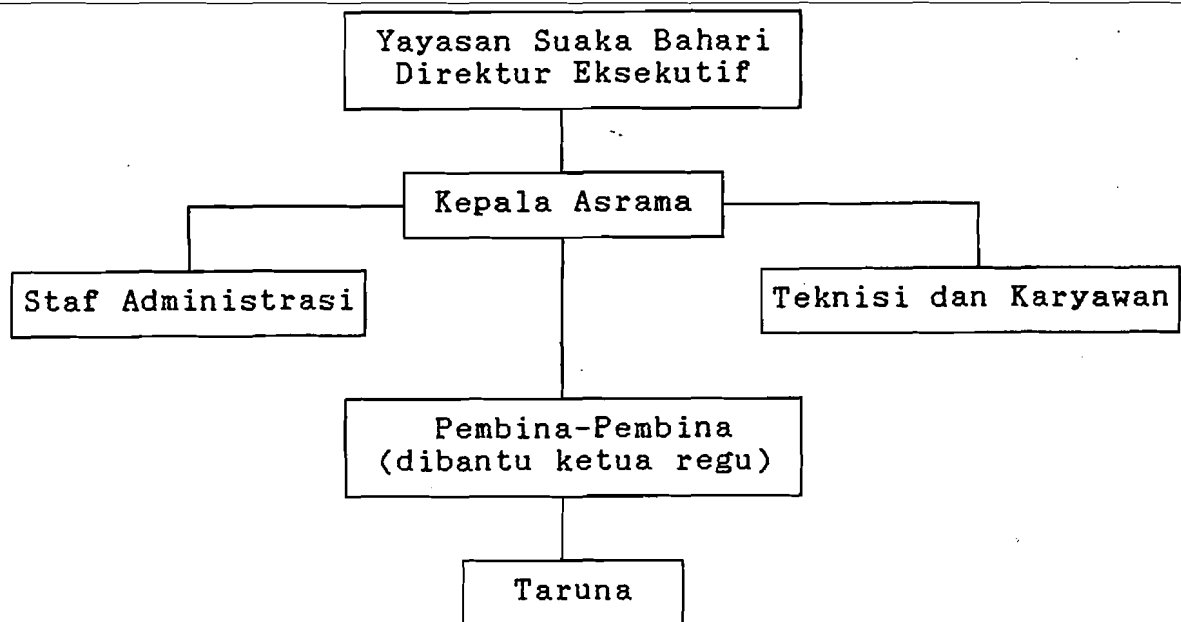 Yayasan Suaka Bahari
Direktur Eksekutif
Kepala Asrama
Staf Administrasi
Teknisi dan Karyawan
Pembina-Pembina
(dibantu ketua regu)
Taruna